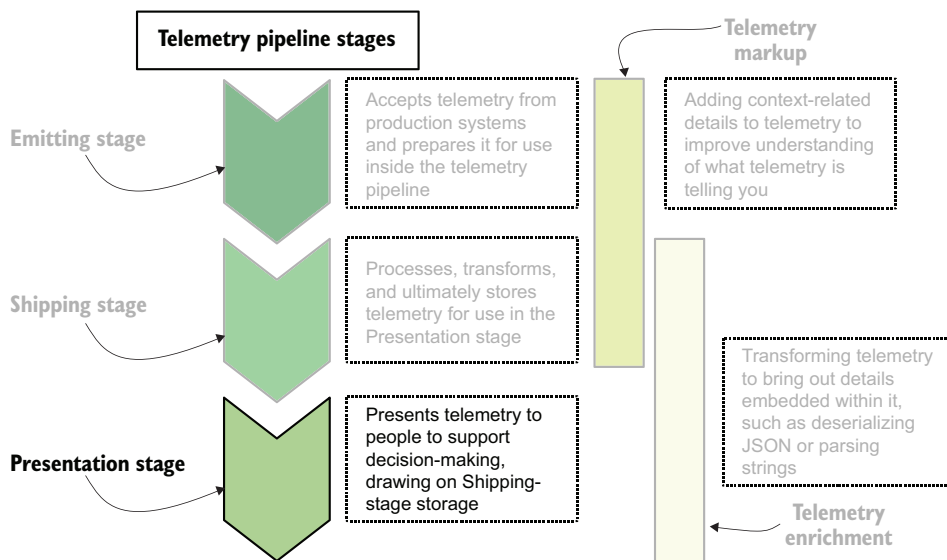 Telemetry pipeline stages
Telemetry
markup
Emitting stage
Accepts telemetry from
production systems
and prepares it for use
inside the telemetry
pipeline
Adding context-related
details to telemetry to
improve understanding
of what telemetry is
telling you
Shipping stage
Processes, transforms,
and ultimately stores
telemetry for use in the
Presentation stage
Transforming telemetry
to bring out details
embedded within it,
such as deserializing
JSON or parsing
strings
Presentation stage
Presents telemetry to
people to support
decision-making,
drawing on Shipping-
stage storage
Telemetry
enrichment